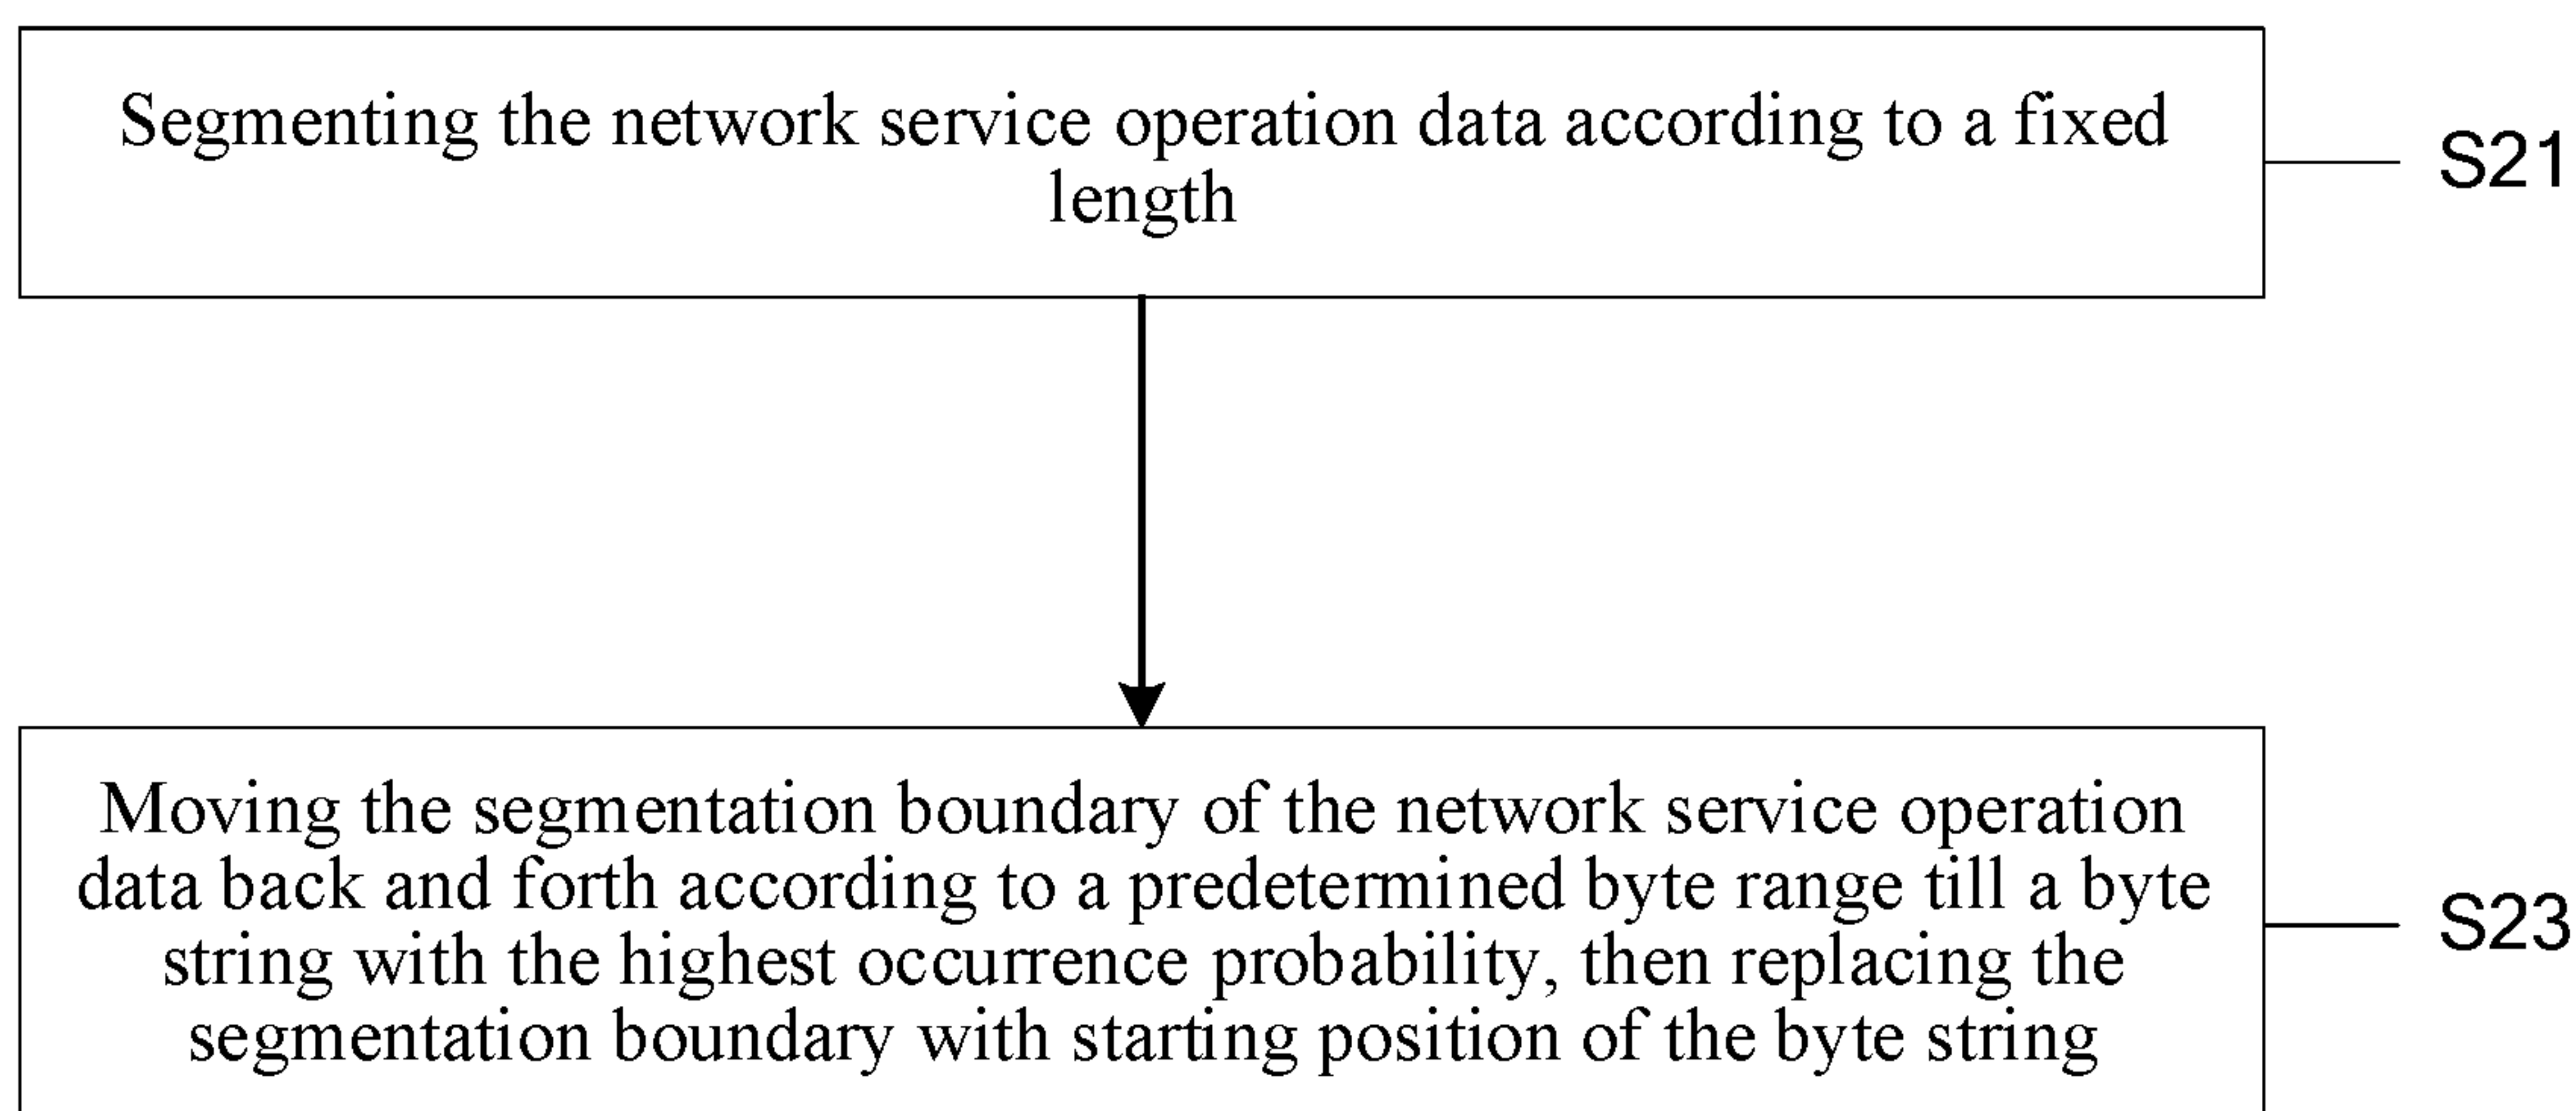 Segmenting the network service operation data according to a fixed
length
S21
Moving the segmentation boundary of the network service operation
data back and forth according to a predetermined byte range till a byte
string with the highest occurrence probability, then replacing the
segmentation boundary with starting position of the byte string
S23